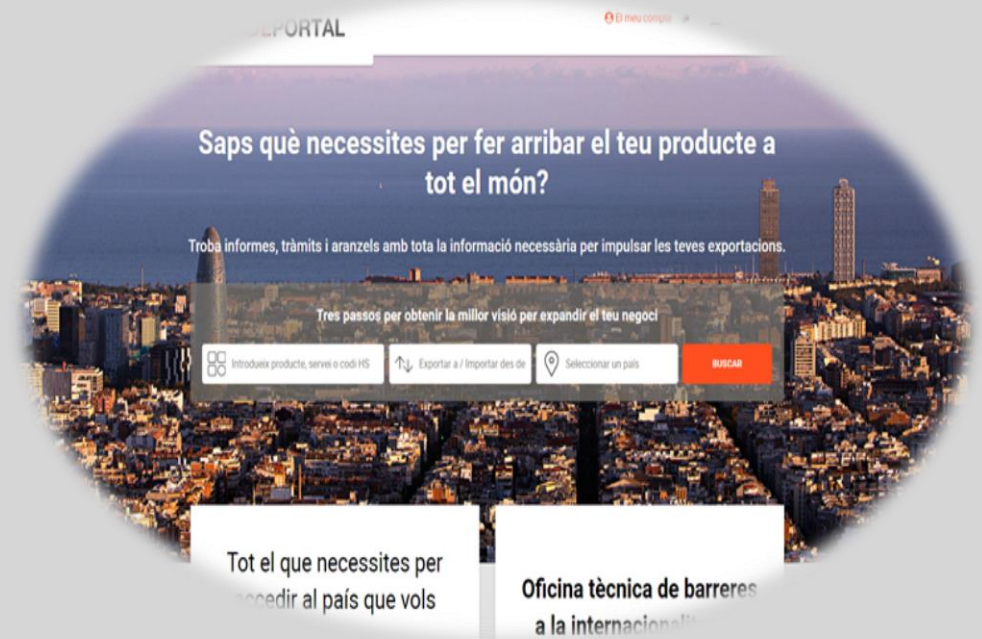 El meu compte
Saps què necessites per fer arribar el teu producte a
tot el món?
Troba informes, tràmits i aranzels amb tota la informació necessària per impulsar les teves exportacions.
Tres passos per obtenir la millor visió per expandir el teu negoci
Introdueix producte, servei o codi HS
Exportar a / Importar des de
Seleccionar un país
BUSCAR
Tot el que necessites per
al país que vols
Oficina tècnica de barreres
a la